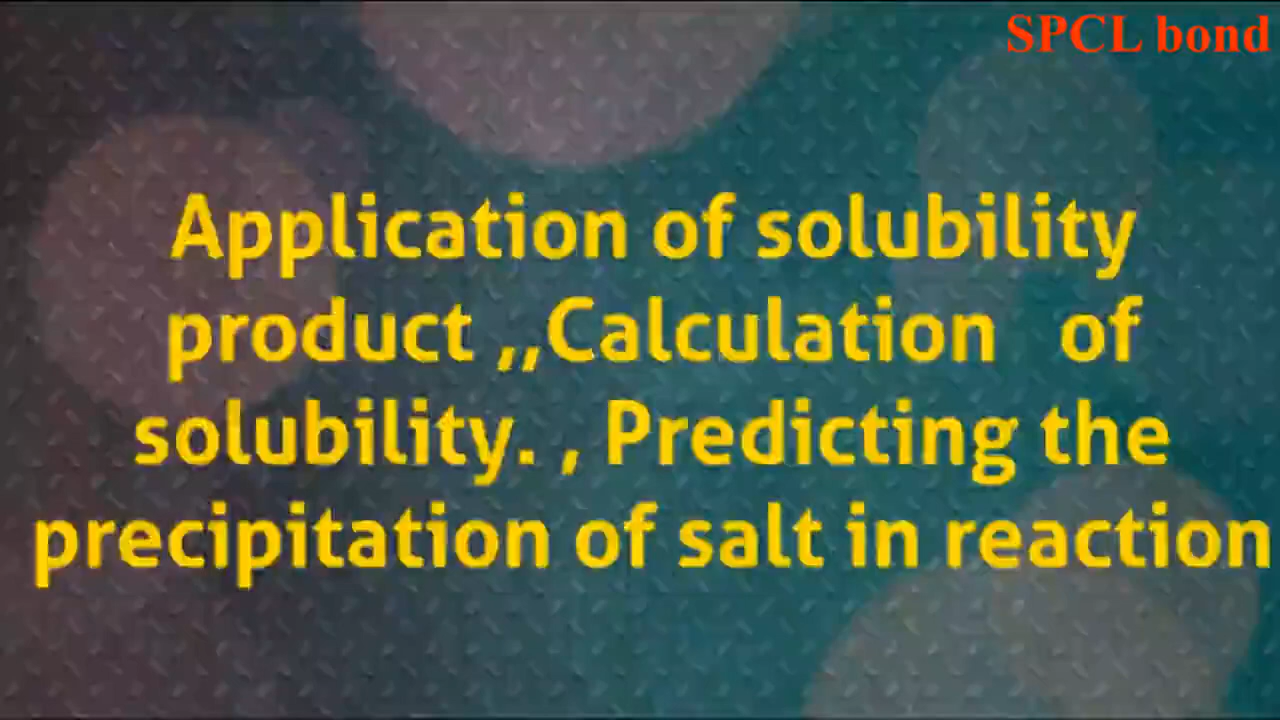 SPCL bond
Application of solubility
product ,,Calculation of
solubility. , Predicting the
precipitation of salt in reaction